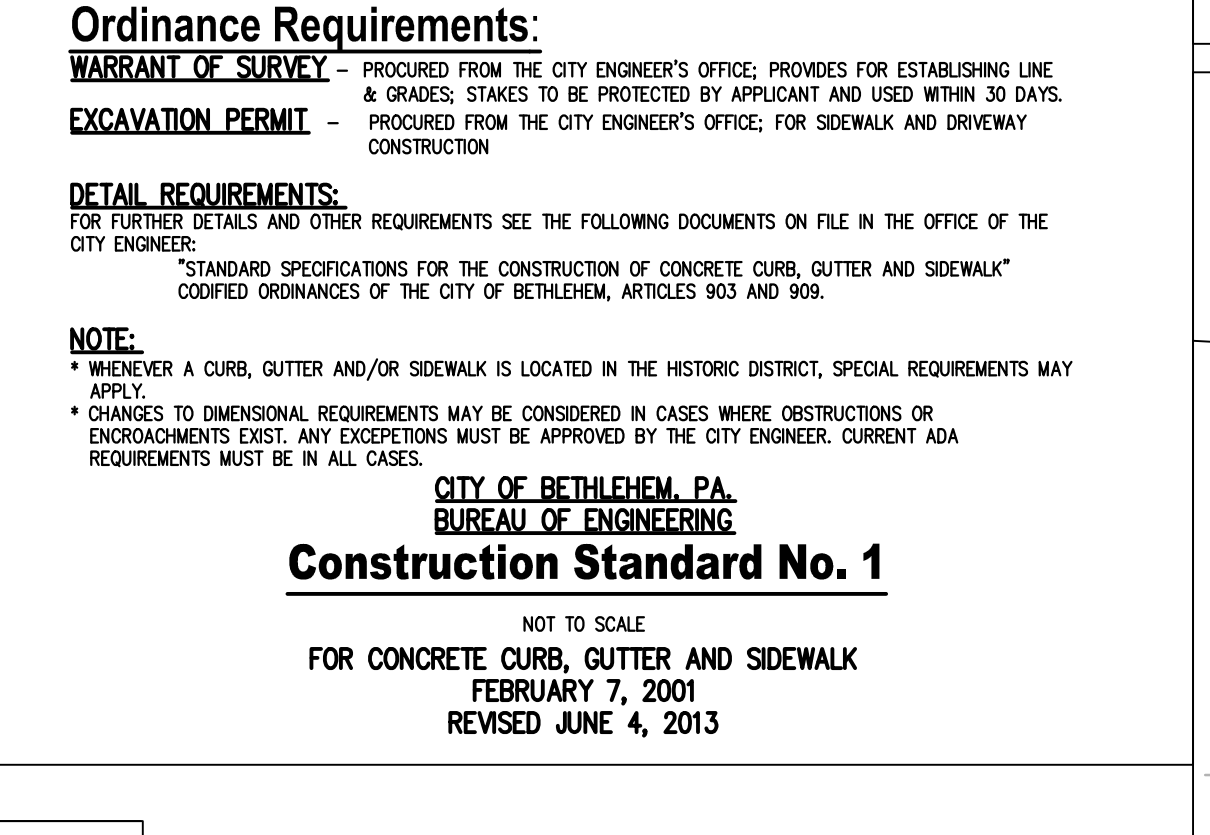 Ordinance Requirements:
WARRANT OF SURVEY – PROCURED FROM THE CITY ENGINEER'S OFFICE; PROVIDES FOR ESTABLISHING LINE
& GRADES; STAKES TO BE PROTECTED BY APPLICANT AND USED WITHIN 30 DAYS.
EXCAVATION PERMIT – PROCURED FROM THE CITY ENGINEER'S OFFICE; FOR SIDEWALK AND DRIVEWAY
CONSTRUCTION
DETAIL REQUIREMENTS:
FOR FURTHER DETAILS AND OTHER REQUIREMENTS SEE THE FOLLOWING DOCUMENTS ON FILE IN THE OFFICE OF THE
CITY ENGINEER:
"STANDARD SPECIFICATIONS FOR THE CONSTRUCTION OF CONCRETE CURB, GUTTER AND SIDEWALK"
CODIFIED ORDINANCES OF THE CITY OF BETHLEHEM, ARTICLES 903 AND 909.
NOTE:
* WHENEVER A CURB, GUTTER AND/OR SIDEWALK IS LOCATED IN THE HISTORIC DISTRICT, SPECIAL REQUIREMENTS MAY
APPLY.
* CHANGES TO DIMENSIONAL REQUIREMENTS MAY BE CONSIDERED IN CASES WHERE OBSTRUCTIONS OR
ENCROACHMENTS EXIST. ANY EXCEPETIONS MUST BE APPROVED BY THE CITY ENGINEER. CURRENT ADA
REQUIREMENTS MUST BE IN ALL CASES.
CITY OF BETHLEHEM, PA.
BUREAU OF ENGINEERING
Construction Standard No. 1
NOT TO SCALE
FOR CONCRETE CURB, GUTTER AND SIDEWALK
FEBRUARY 7, 2001
REVISED JUNE 4, 2013